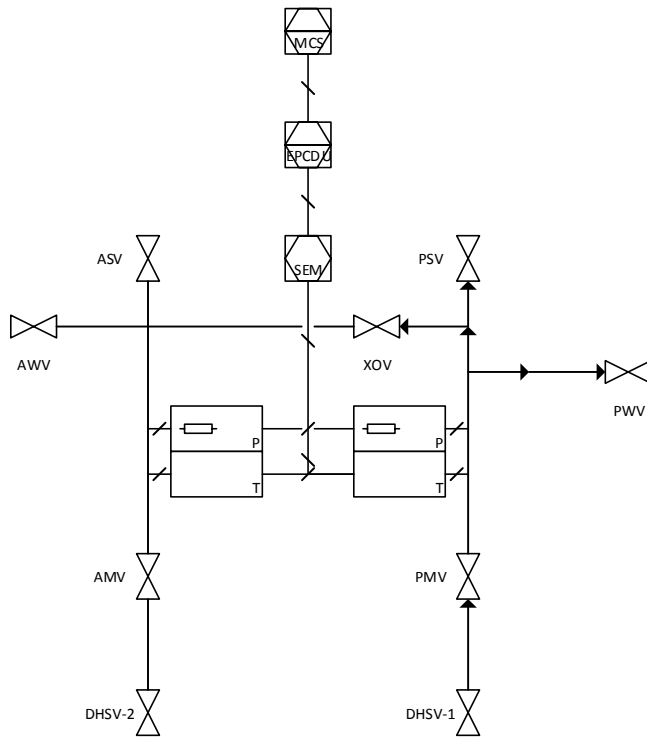 MCS
EPCDU
ASV
SEM
PSV
AWV
XOV
PWV
P
P
T
T
AMV
PMV
DHSV-2
DHSV-1